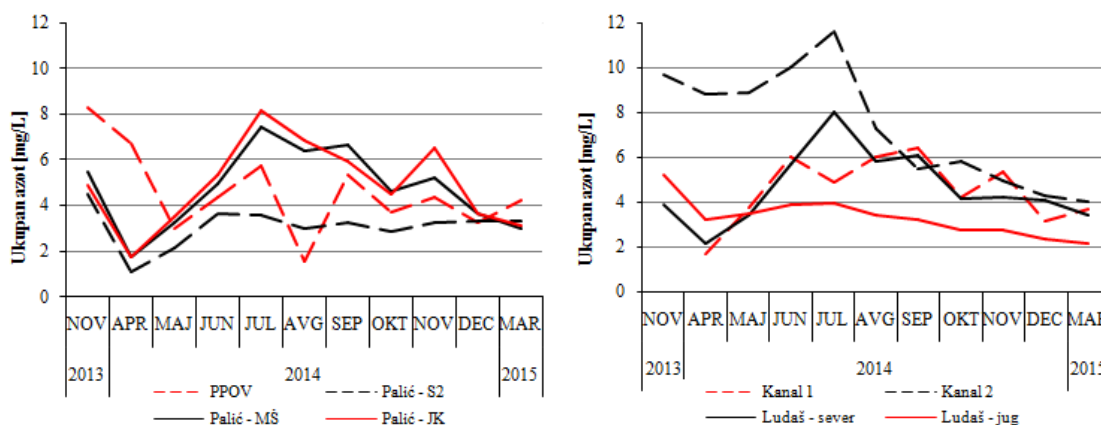 Ukupan azot [mg/L]
12
10
8
6
4
2
0
NOV APR MAJ JUN JUL AVG SEP OKT NOV DEC MAR
2013 2014 2015
PPOV Palić - S2
Palić - MŠ Palić - JK
Ukupan azot [mg/L]
12
10
8
6
4
2
0
NOV APR MAJ JUN JUL AVG SEP OKT NOV DEC MAR
2013 2014 2015
Kanal 1 Kanal 2
Ludaš - sever Ludaš - jug